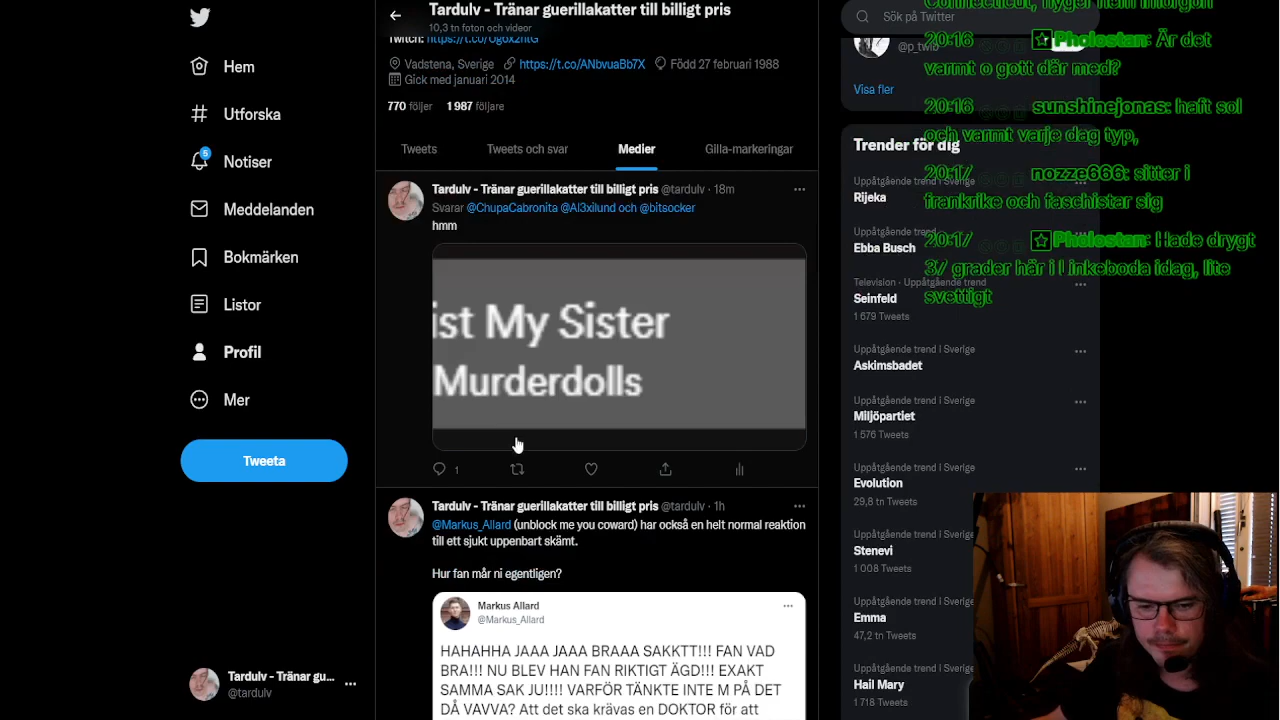 Tardulv - Tränar guerillakatter till billigt pris
10,3 tn foton och videor
Vadstena, Sverige
https://t.co/ANbvuaBb7X
Född 27 februari 1988
Gick med januari 2014
770 följer
1 987 följare
Tweets
Tweets och svar
Medier
Gilla-markeringar
Hem
Utforska
5
Notiser
Meddelanden
Bokmärken
Listor
Profil
Mer
Tweeta
Tardulv - Tränar gu...
@tardulv
Tardulv - Tränar guerillakatter till billigt pris @tardulv · 18m
Svarar @ChupaCabronita @Al3xilund och @bitsocker
hmm
ist My Sister
Murderdolls
1
Tardulv - Tränar guerillakatter till billigt pris @tardulv · 1h
@Markus_Allard (unblock me you coward) har också en helt normal reaktion
till ett sjukt uppenbart skämt.
Hur fan mår ni egentligen?
Markus Allard
@Markus_Allard
HAHAHHA JAAA JAAA BRAAA SAKKTT!!! FAN VAD
BRA!!! NU BLEV HAN FAN RIKTIGT ÄGD!!! EXAKT
SAMMA SAK JU!!!! VARFÖR TÄNKTE INTE M PÅ DET
DÅ VAVVA? Att det ska krävas en DOKTOR för att
Sök på Twitter
Visa fler
Trender för dig
Uppåtgående trend i Sverige
Rijeka
Uppåtgående trend
Ebba Busch
Television · Uppåtgående trend
Seinfeld
1 679 Tweets
Uppåtgående trend i Sverige
Askimsbadet
Uppåtgående trend i Sverige
Miljöpartiet
1 576 Tweets
Uppåtgående trend i Sverige
Evolution
29,8 tn Tweets
Uppåtgående trend i Sverige
Stenevi
1 008 Tweets
Uppåtgående trend i Sverige
Emma
47,2 tn Tweets
Uppåtgående trend i Sverige
Hail Mary
1 718 Tweets
20:16 Pholostan: Är det
varmt o gott där med?
20:16 sunshinejonas: haft sol
och varmt varje dag typ,
20:17 nozze666: sitter i
frankrike och faschistar sig
20:17 Pholostan: Hade drygt
37 grader här i Linkeboda idag, lite
svettigt